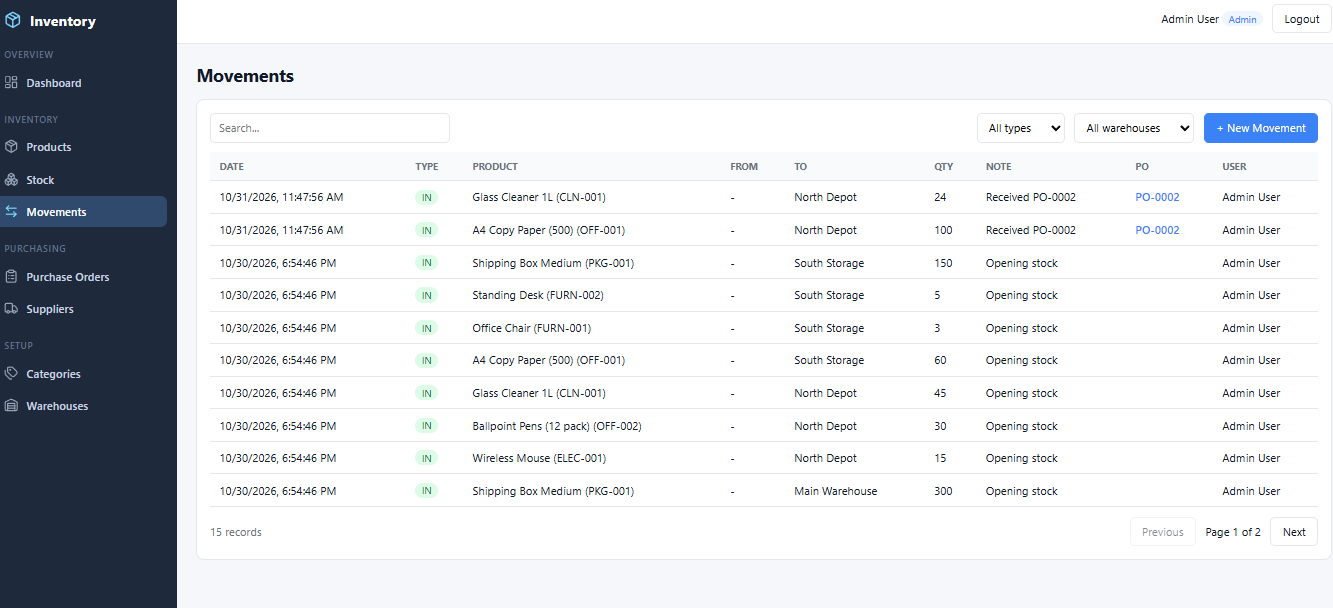 Inventory
OVERVIEW
Dashboard
INVENTORY
Products
Stock
Movements
PURCHASING
Purchase Orders
Suppliers
SETUP
Categories
Warehouses
Admin User Admin Logout
Movements
Search... All types All warehouses + New Movement
DATE TYPE PRODUCT FROM TO QTY NOTE PO USER
10/31/2026, 11:47:56 AM IN Glass Cleaner 1L (CLN-001) - North Depot 24 Received PO-0002 PO-0002 Admin User
10/31/2026, 11:47:56 AM IN A4 Copy Paper (500) (OFF-001) - North Depot 100 Received PO-0002 PO-0002 Admin User
10/30/2026, 6:54:46 PM IN Shipping Box Medium (PKG-001) - South Storage 150 Opening stock Admin User
10/30/2026, 6:54:46 PM IN Standing Desk (FURN-002) - South Storage 5 Opening stock Admin User
10/30/2026, 6:54:46 PM IN Office Chair (FURN-001) - South Storage 3 Opening stock Admin User
10/30/2026, 6:54:46 PM IN A4 Copy Paper (500) (OFF-001) - South Storage 60 Opening stock Admin User
10/30/2026, 6:54:46 PM IN Glass Cleaner 1L (CLN-001) - North Depot 45 Opening stock Admin User
10/30/2026, 6:54:46 PM IN Ballpoint Pens (12 pack) (OFF-002) - North Depot 30 Opening stock Admin User
10/30/2026, 6:54:46 PM IN Wireless Mouse (ELEC-001) - North Depot 15 Opening stock Admin User
10/30/2026, 6:54:46 PM IN Shipping Box Medium (PKG-001) - Main Warehouse 300 Opening stock Admin User
15 records Previous Page 1 of 2 Next